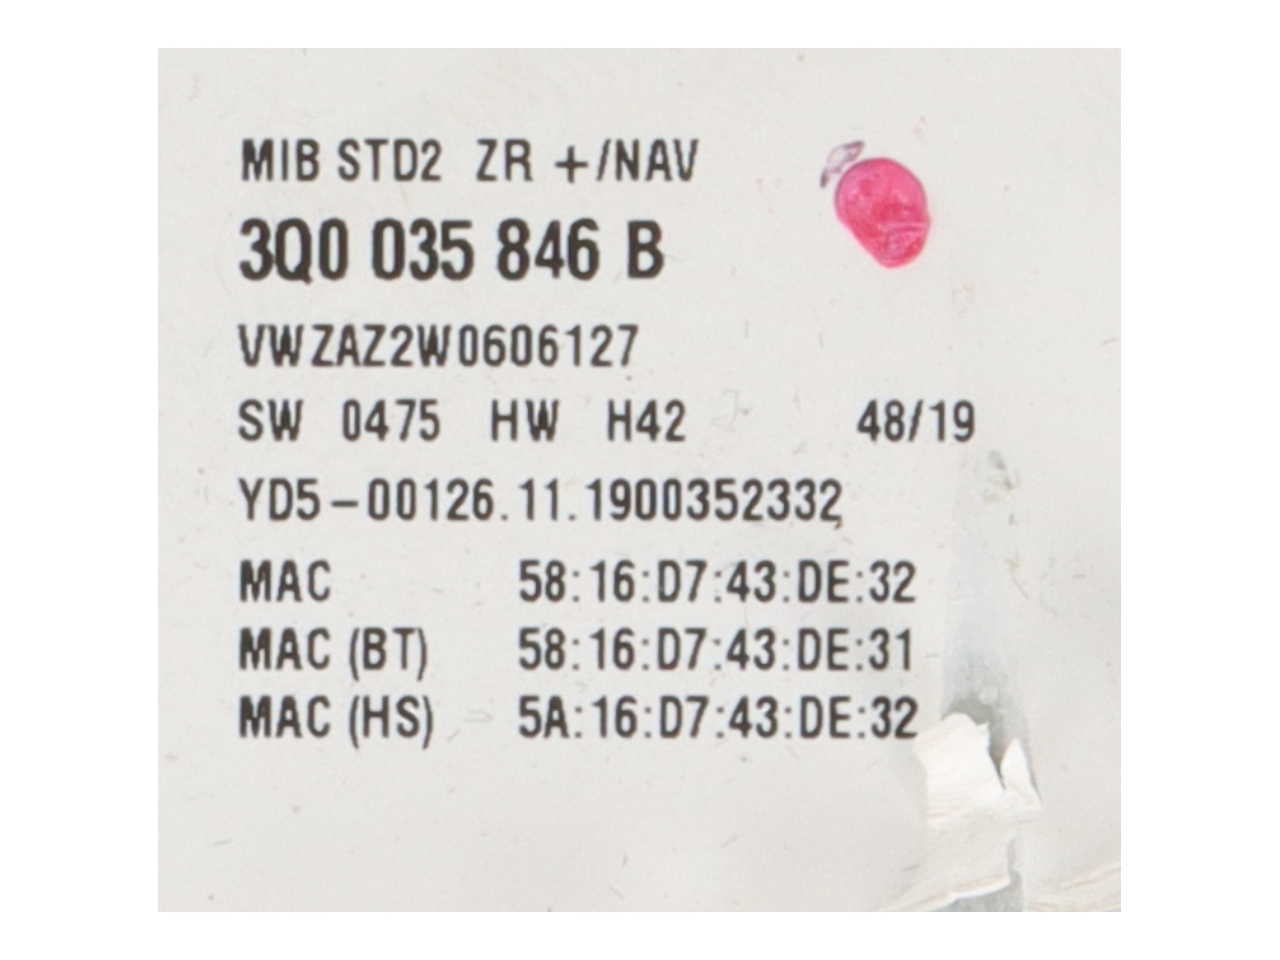 MIB STD2 ZR +/NAV
3Q0 035 846 B
VWZAZ2W0606127
SW 0475 HW H42 48/19
YD5-00126.11.1900352332
MAC 58:16:D7:43:DE:32
MAC (BT) 58:16:D7:43:DE:31
MAC (HS) 5A:16:D7:43:DE:32